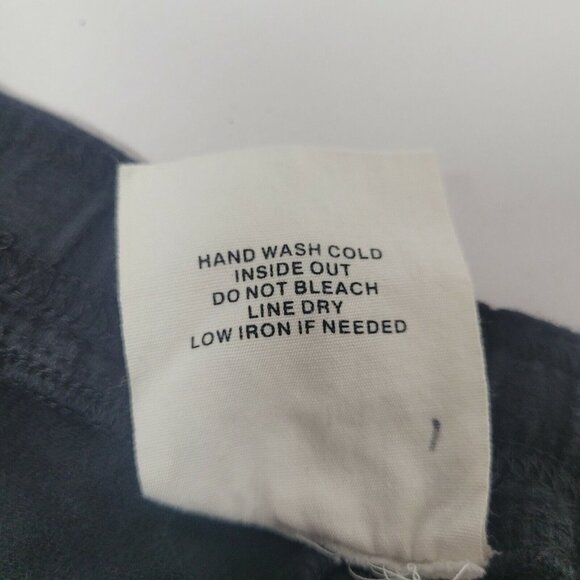 HAND WASH COLD
INSIDE OUT
DO NOT BLEACH
LINE DRY
LOW IRON IF NEEDED